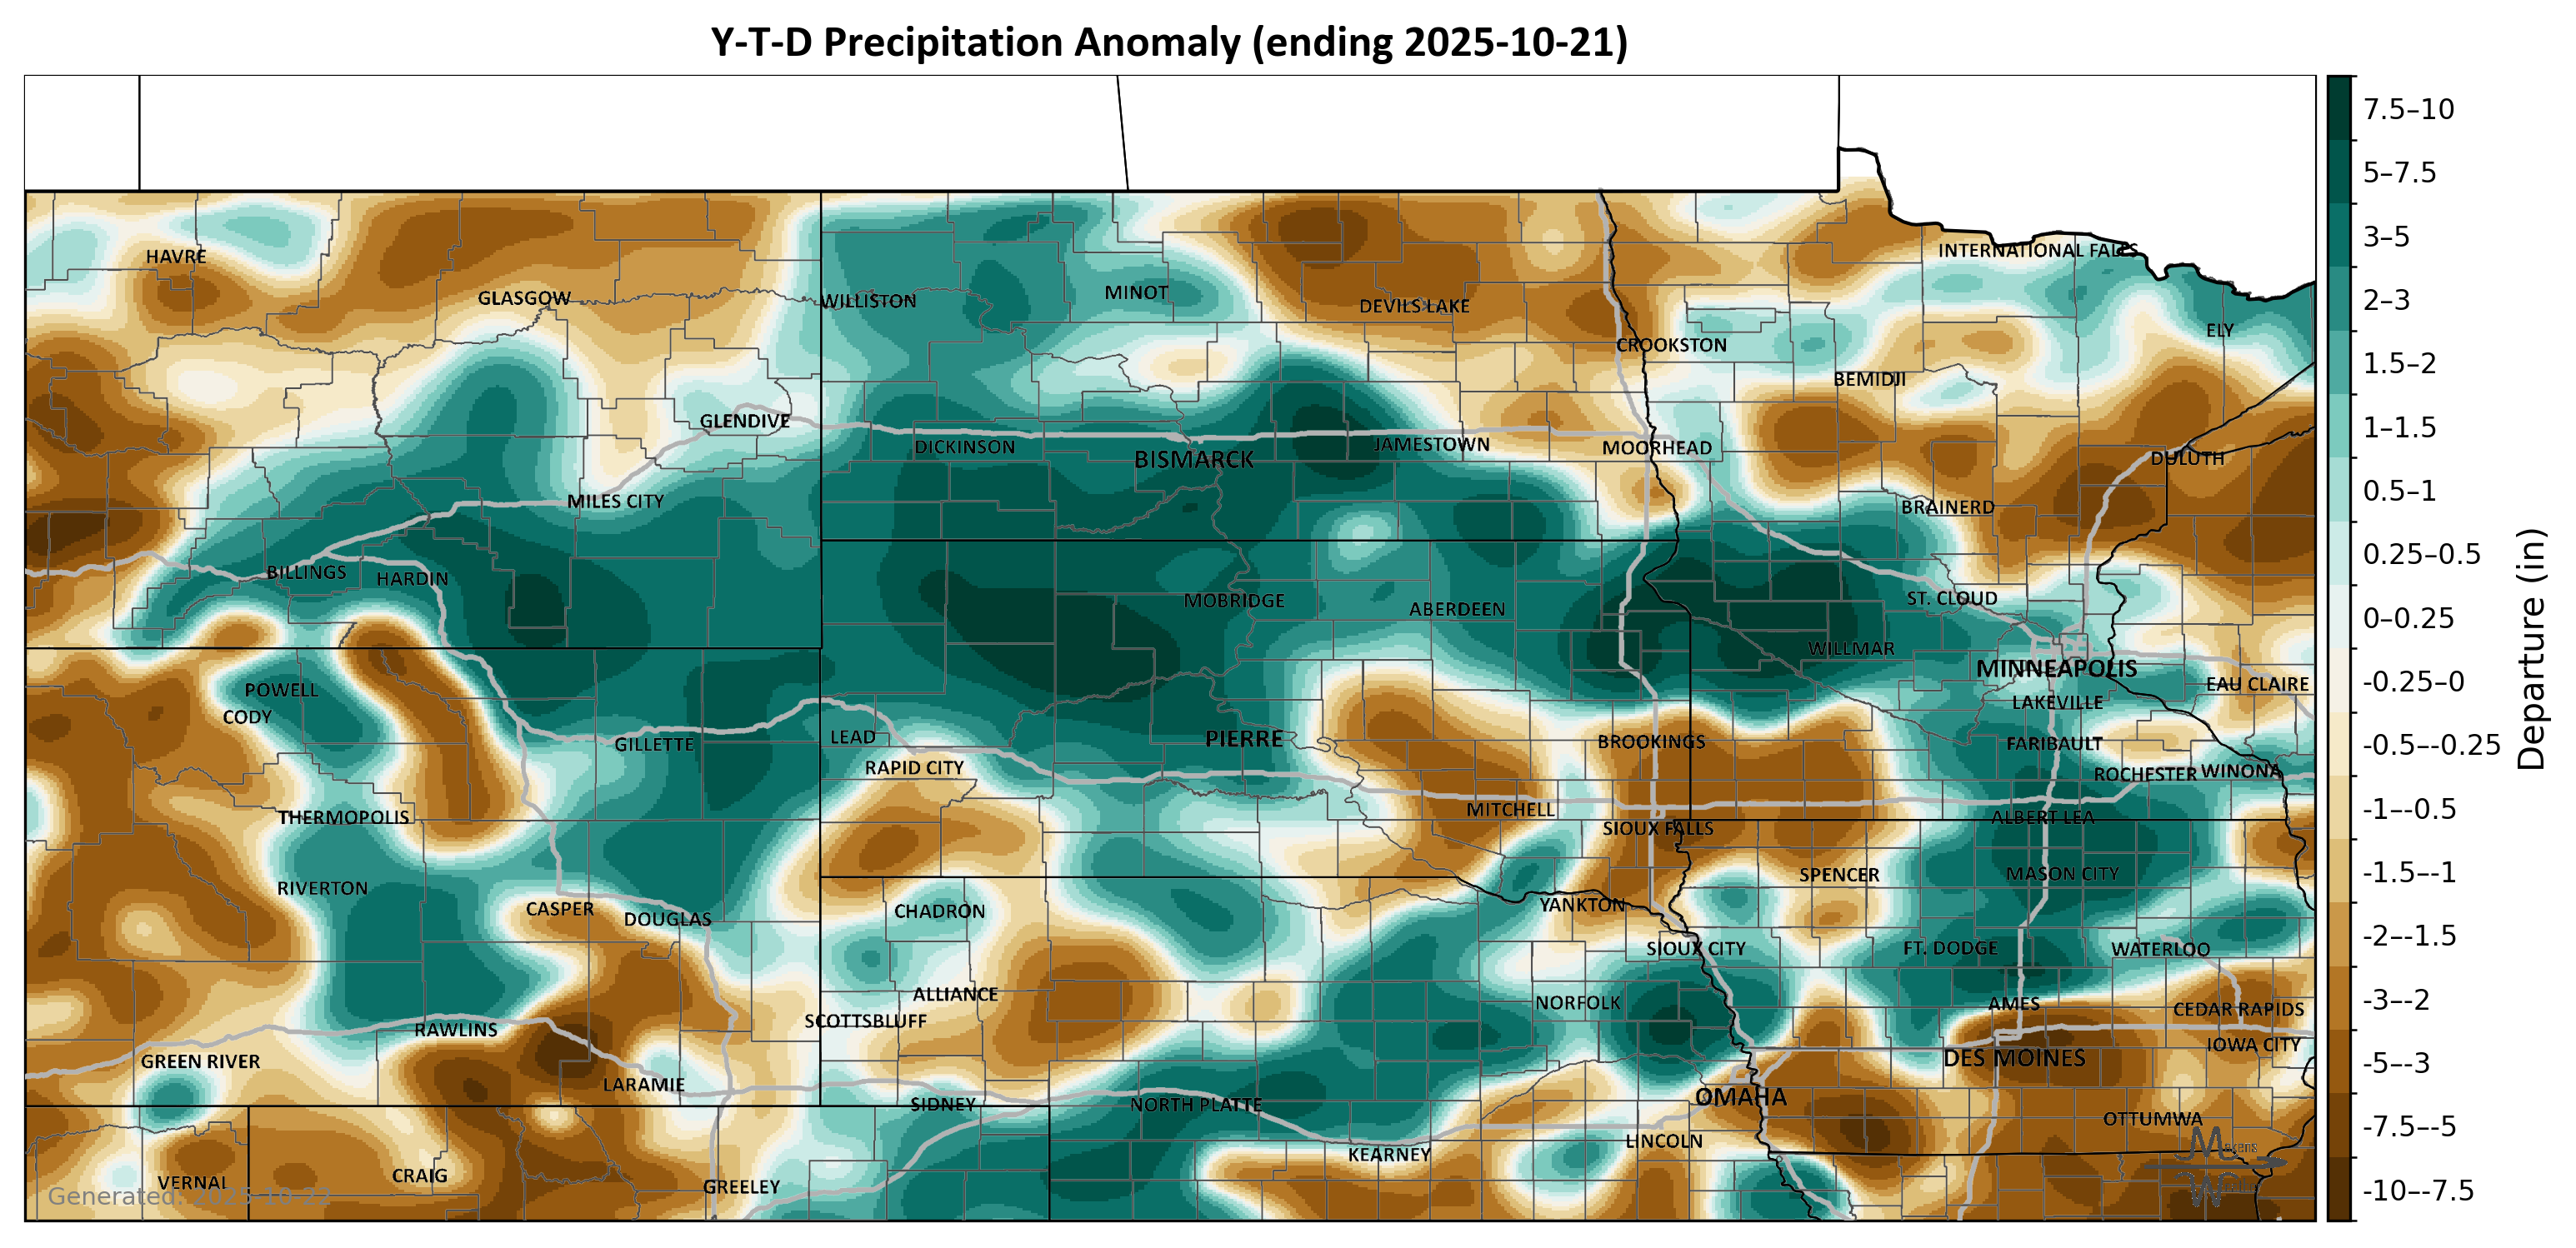 Y-T-D Precipitation Anomaly (ending 2025-10-21)
7.5–10
5–7.5
3–5
2–3
1.5–2
1–1.5
0.5–1
0.25–0.5
0–0.25
-0.25–0
-0.5–-0.25
-1–-0.5
-1.5–-1
-2–-1.5
-3–-2
-5–-3
-7.5–-5
-10–-7.5
Departure (in)
HAVRE
INTERNATIONAL FALLS
GLASGOW
WILLISTON
MINOT
DEVILS LAKE
ELY
CROOKSTON
BEMIDJI
GLENDIVE
DICKINSON
BISMARCK
JAMESTOWN
MOORHEAD
DULUTH
MILES CITY
BRAINERD
BILLINGS
HARDIN
MOBRIDGE
ABERDEEN
ST. CLOUD
WILLMAR
MINNEAPOLIS
POWELL
EAU CLAIRE
CODY
LAKEVILLE
GILLETTE
LEAD
PIERRE
BROOKINGS
FARIBAULT
RAPID CITY
ROCHESTER
WINONA
THERMOPOLIS
MITCHELL
ALBERT LEA
SIOUX FALLS
RIVERTON
SPENCER
MASON CITY
CASPER
DOUGLAS
CHADRON
YANKTON
SIOUX CITY
FT. DODGE
WATERLOO
ALLIANCE
NORFOLK
AMES
CEDAR RAPIDS
SCOTTSBLUFF
RAWLINS
IOWA CITY
GREEN RIVER
DES MOINES
LARAMIE
SIDNEY
NORTH PLATTE
OMAHA
OTTUMWA
LINCOLN
KEARNEY
VERNAL
CRAIG
GREELEY
Generated: 2025-10-22